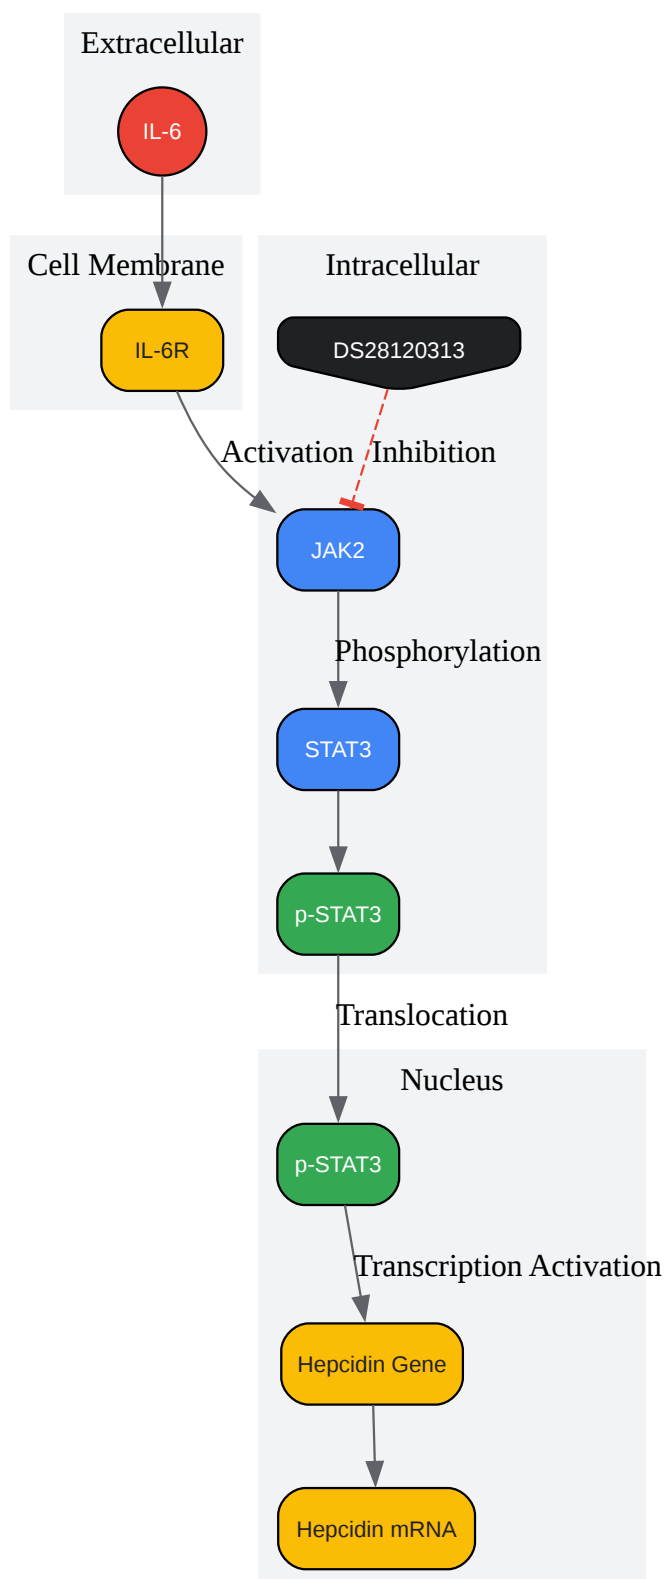 Extracellular
IL-6
Cell Membrane
Intracellular
IL-6R
DS28120313
Activation
Inhibition
JAK2
Phosphorylation
STAT3
p-STAT3
Translocation
Nucleus
p-STAT3
Transcription Activation
Hepcidin Gene
Hepcidin mRNA